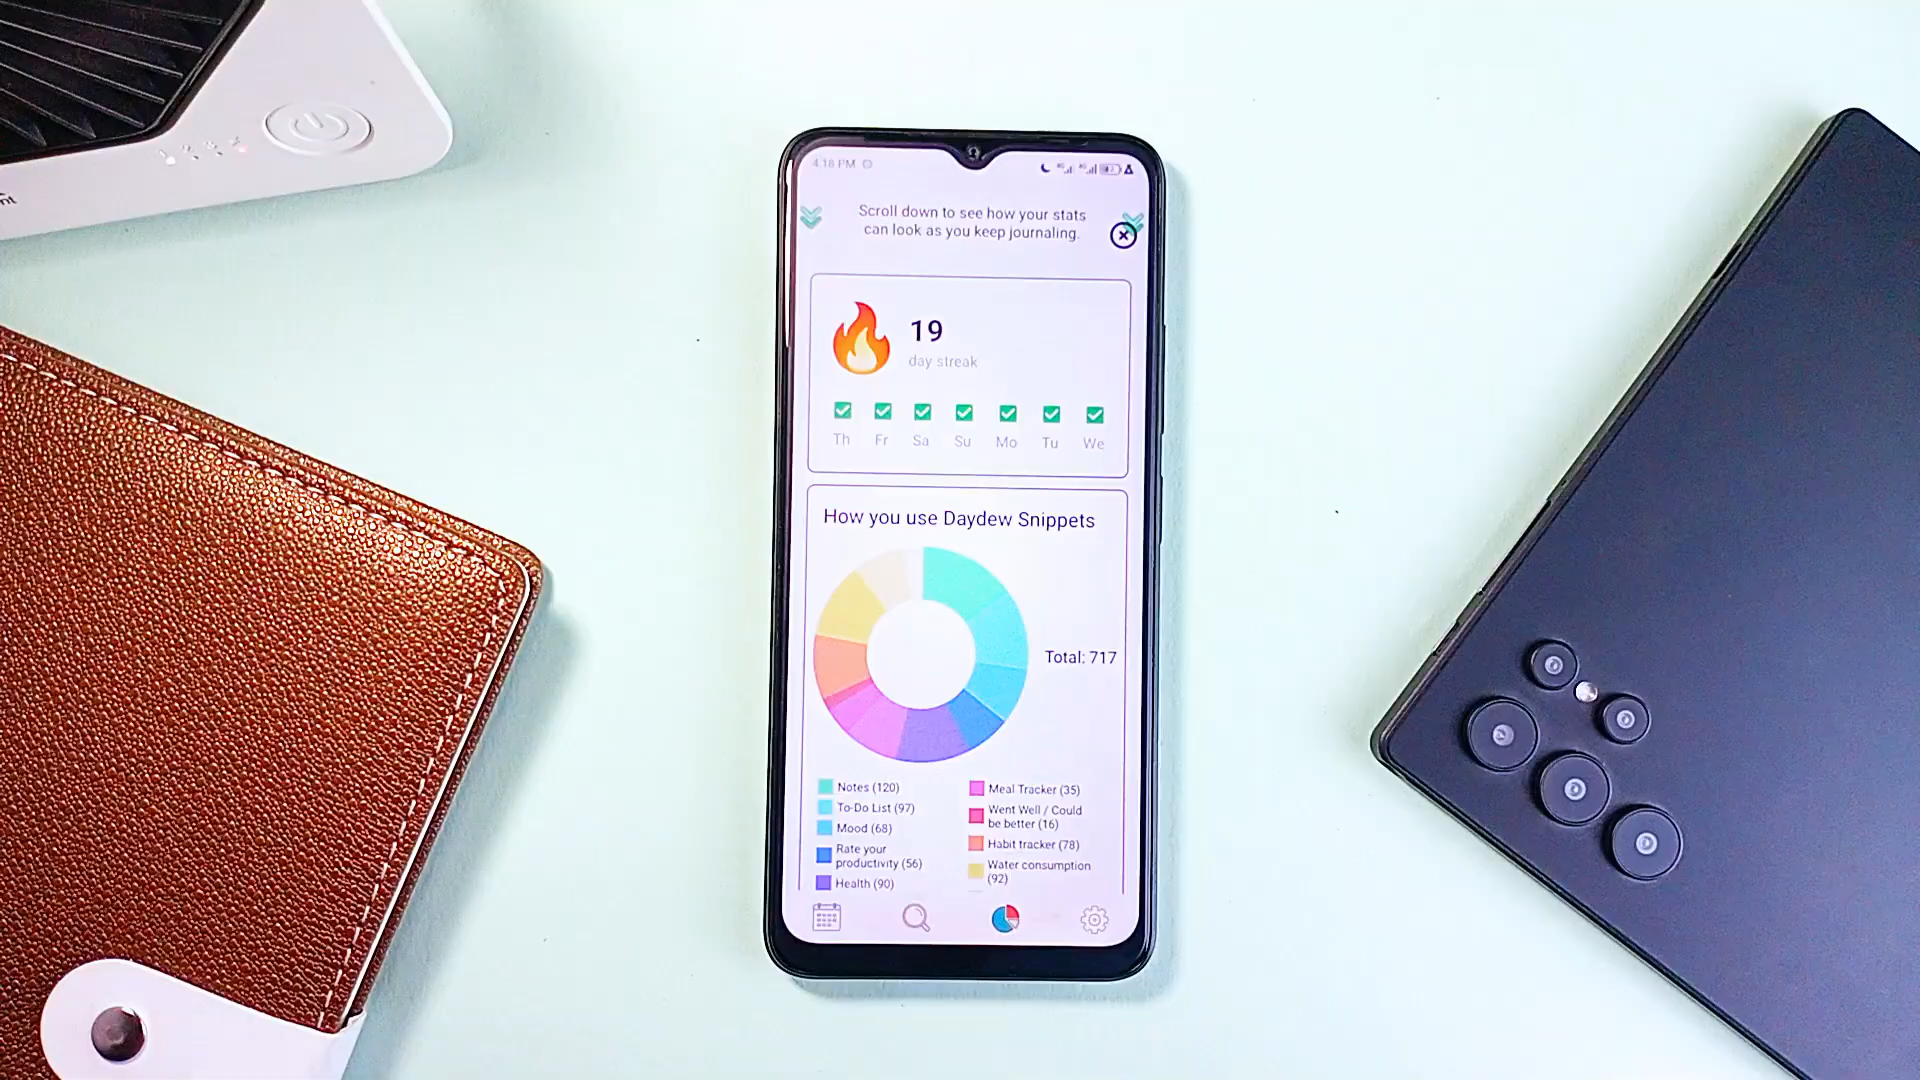 4:18 PM
Scroll down to see how your stats
can look as you keep journaling.
19
day streak
Th Fr Sa Su Mo Tu We
How you use Daydew Snippets
Total: 717
Notes (120)
To-Do List (97)
Mood (68)
Rate your
productivity (56)
Health (90)
Meal Tracker (35)
Went Well / Could
be better (16)
Habit tracker (78)
Water consumption
(92)